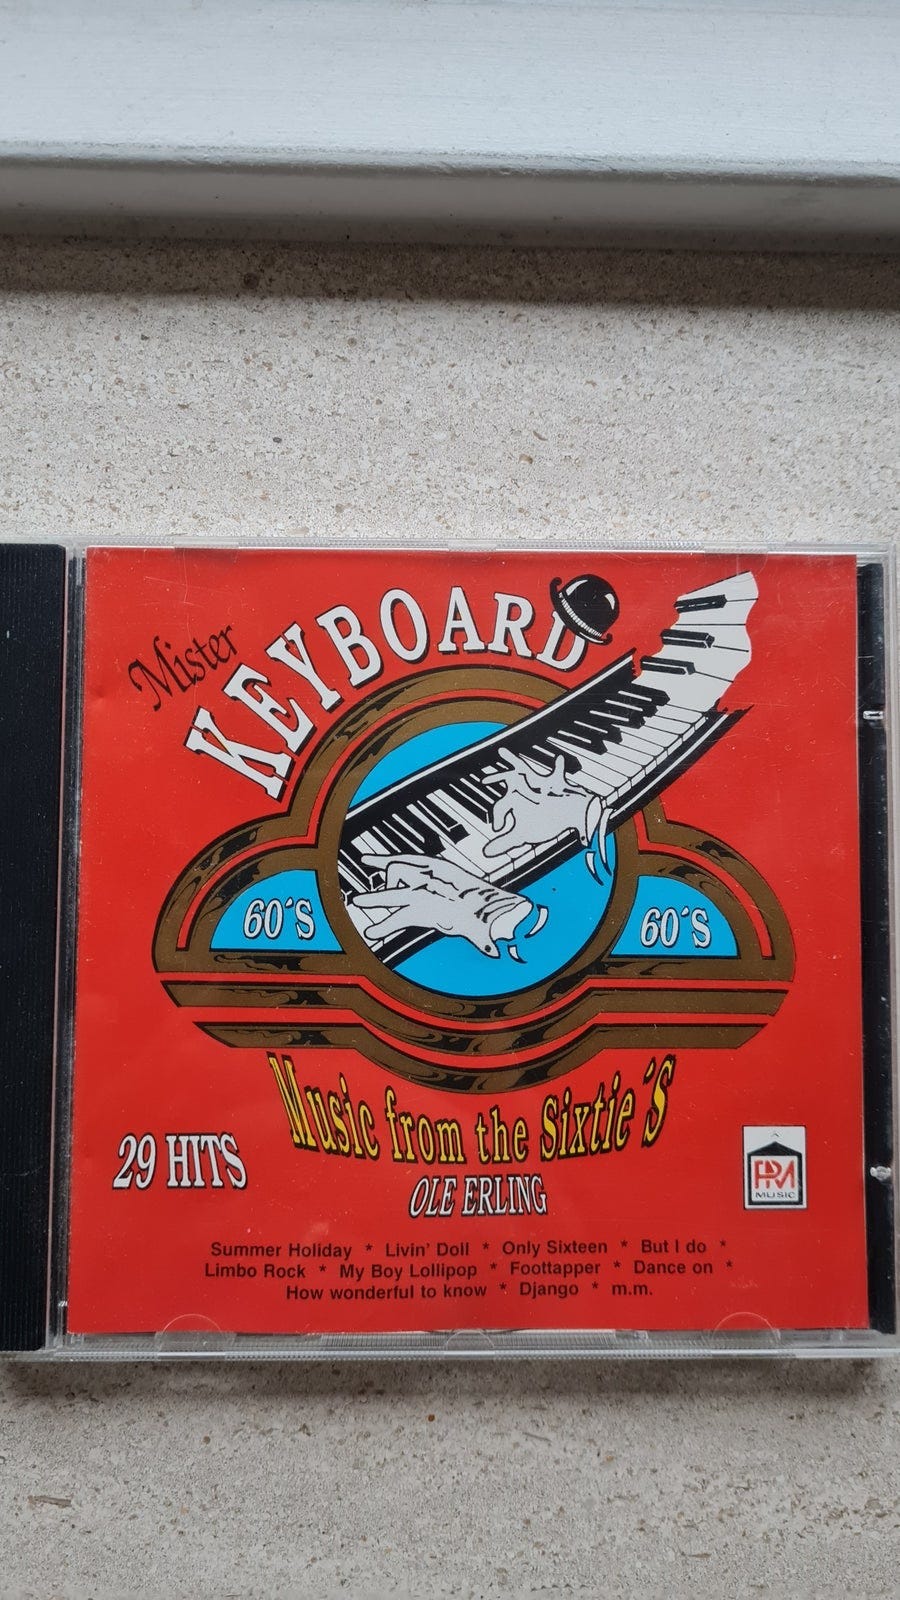 Mister
KEYBOARD
60´S
60´S
Music from the Sixtie´S
29 HITS
OLE ERLING
MUSIC
Summer Holiday * Livin' Doll * Only Sixteen * But I do *
Limbo Rock * My Boy Lollipop * Foottapper * Dance on *
How wonderful to know * Django * m.m.